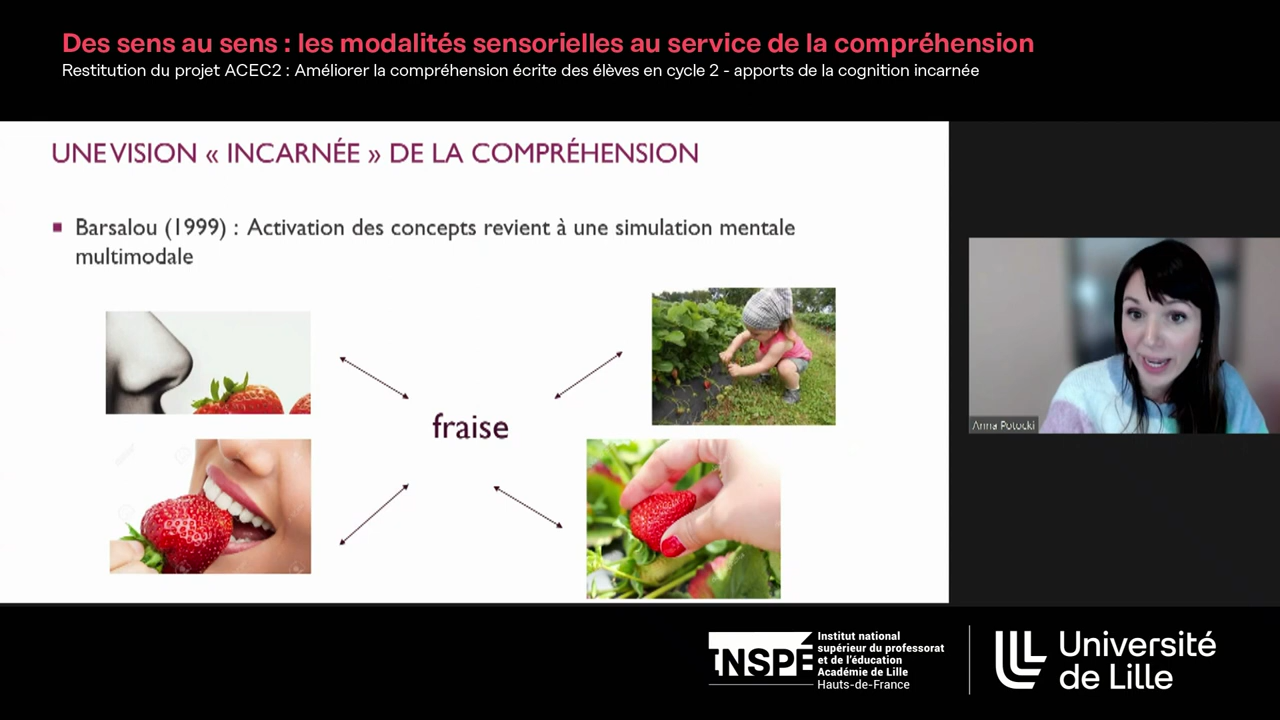 Des sens au sens : les modalités sensorielles au service de la compréhension
Restitution du projet ACEC2 : Améliorer la compréhension écrite des élèves en cycle 2 - apports de la cognition incarnée
UNE VISION « INCARNÉE » DE LA COMPRÉHENSION
Barsalou (1999) : Activation des concepts revient à une simulation mentale
multimodale
fraise
Anna Potocki
INSPÉ
Institut national
supérieur du professorat
et de l'éducation
Académie de Lille
Hauts-de-France
Université
de Lille